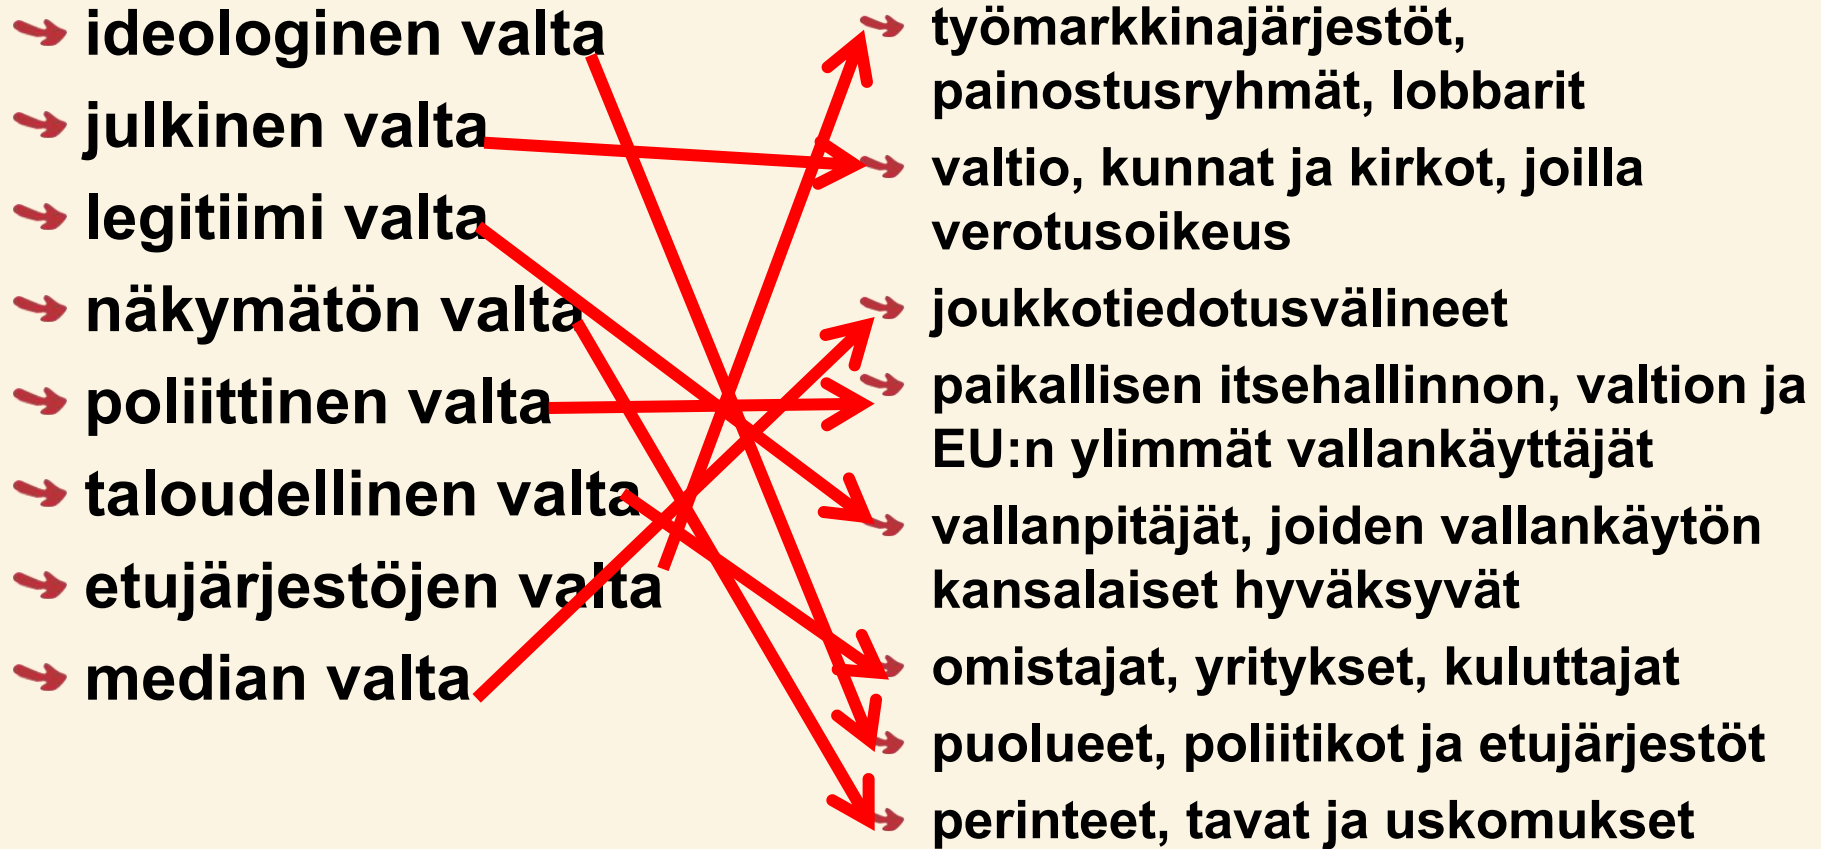 ideologinen valta
julkinen valta
legitiimi valta
näkymätön valta
poliittinen valta
taloudellinen valta
etujärjestöjen valta
median valta
työmarkkinajärjestöt,
painostusryhmät, lobbarit
valtio, kunnat ja kirkot, joilla
verotusoikeus
joukkotiedotusvälineet
paikallisen itsehallinnon, valtion ja
EU:n ylimmät vallankäyttäjät
vallanpitäjät, joiden vallankäytön
kansalaiset hyväksyvät
omistajat, yritykset, kuluttajat
puolueet, poliitikot ja etujärjestöt
perinteet, tavat ja uskomukset